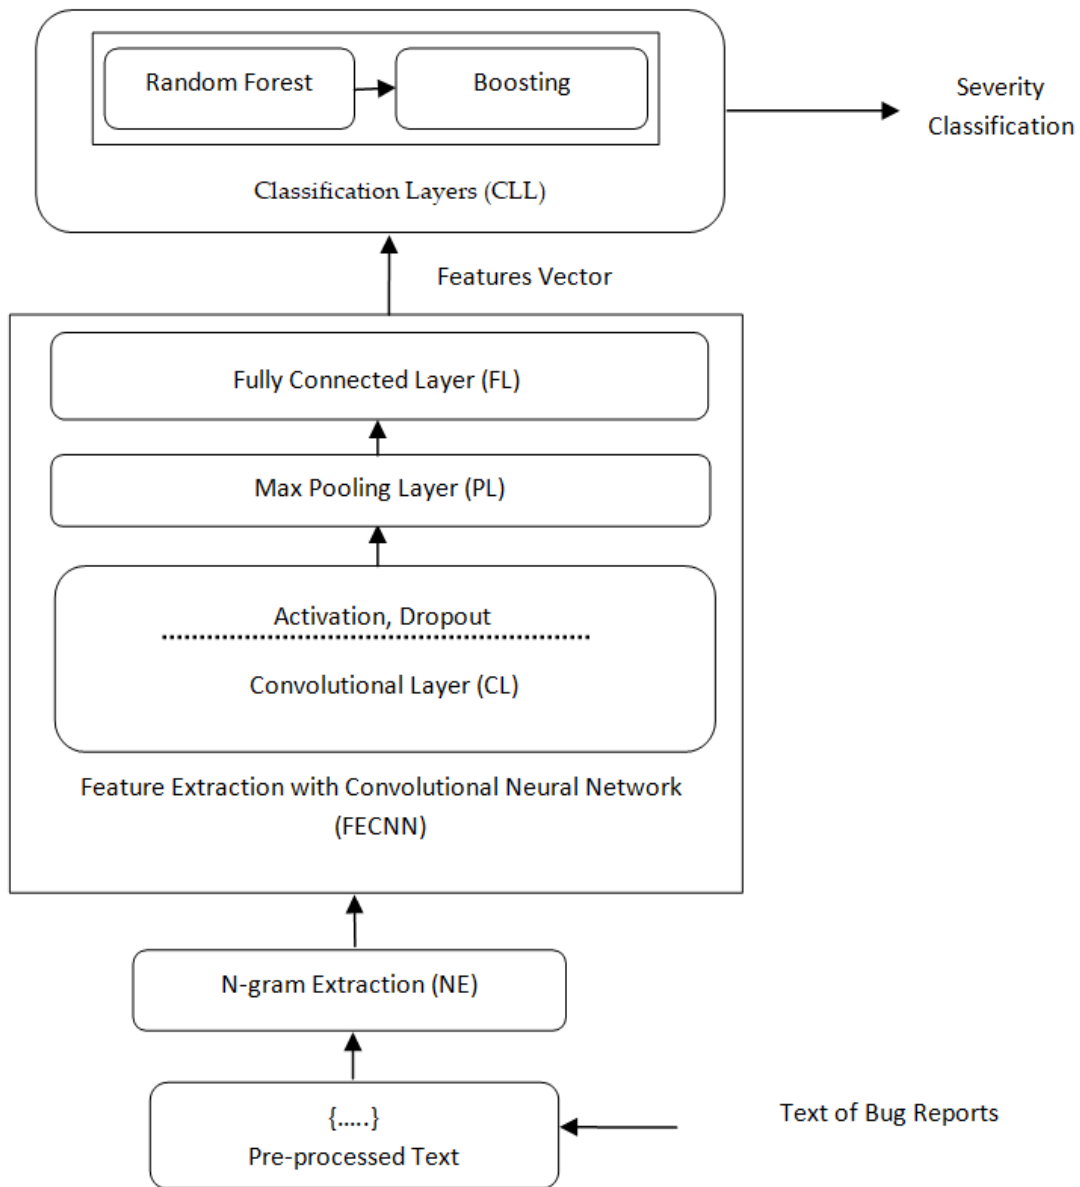 Random Forest
Boosting
Severity
Classification
Classification Layers (CLL)
Features Vector
Fully Connected Layer (FL)
Max Pooling Layer (PL)
Activation, Dropout
Convolutional Layer (CL)
Feature Extraction with Convolutional Neural Network
(FECNN)
N-gram Extraction (NE)
{.....}
Pre-processed Text
Text of Bug Reports